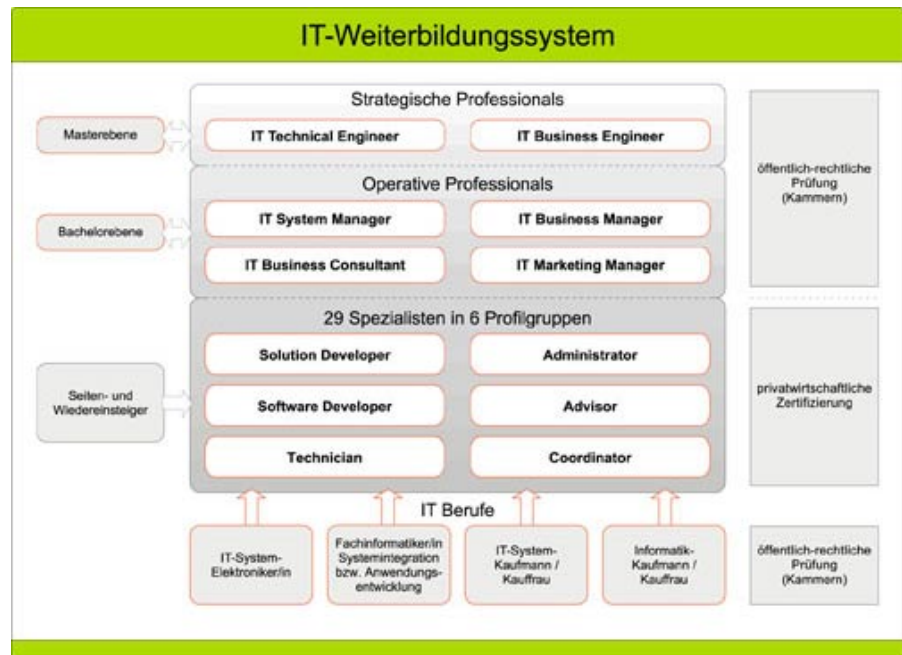 IT-Weiterbildungssystem
Strategische Professionals
Masterebene
IT Technical Engineer
IT Business Engineer
öffentlich-rechtliche
Prüfung
(Kammern)
Operative Professionals
Bachelorebene
IT System Manager
IT Business Manager
IT Business Consultant
IT Marketing Manager
29 Spezialisten in 6 Profilgruppen
Solution Developer
Administrator
Seiten- und
Wiedereinsteiger
Software Developer
Advisor
privatwirtschaftliche
Zertifizierung
Technician
Coordinator
IT Berufe
IT-System-
Elektroniker/in
Fachinformatiker/in
Systemintegration
bzw. Anwendungs-
entwicklung
IT-System-
Kaufmann /
Kauffrau
Informatik-
Kaufmann /
Kauffrau
öffentlich-rechtliche
Prüfung
(Kammern)